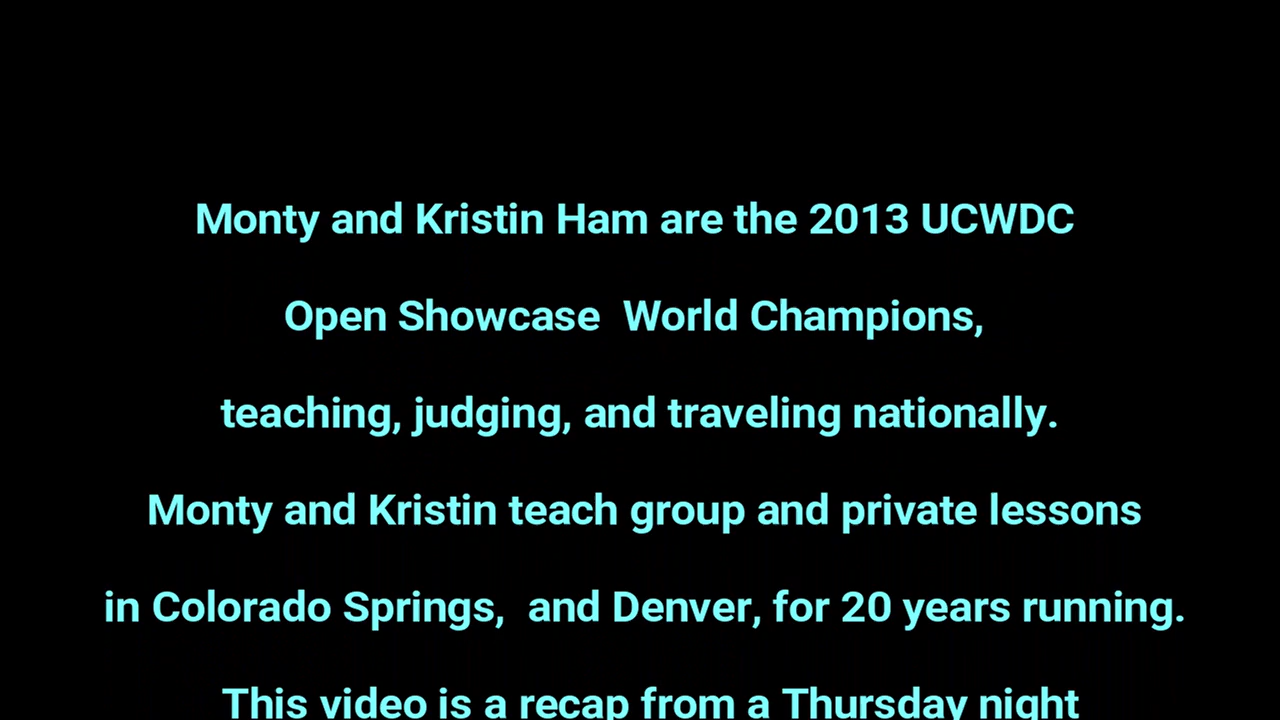 Monty and Kristin Ham are the 2013 UCWDC
Open Showcase  World Champions,
teaching, judging, and traveling nationally.
Monty and Kristin teach group and private lessons
in Colorado Springs,  and Denver, for 20 years running.
This video is a recap from a Thursday night